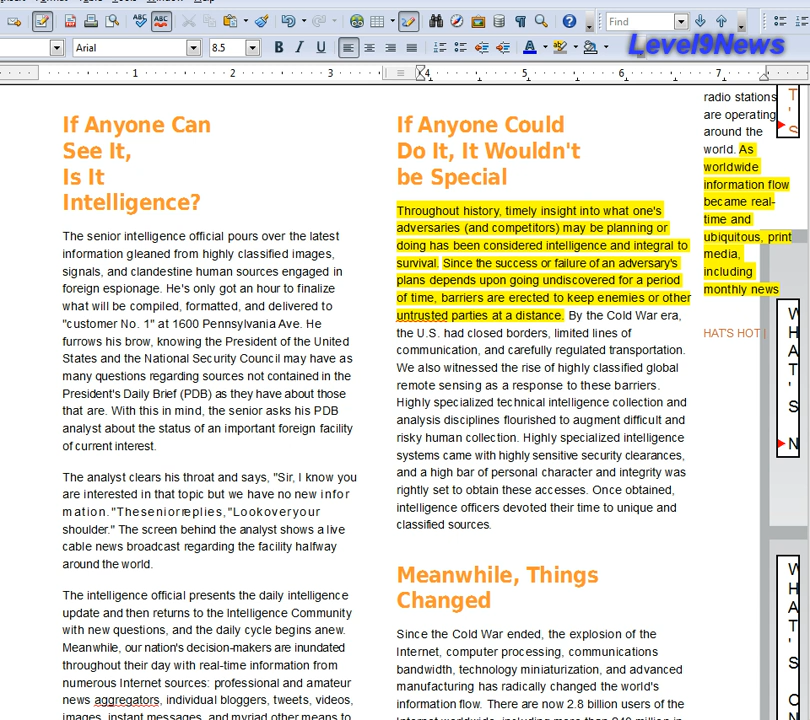 Arial
8.5
Find
Level9News
1 2 3 4 5 6 7
If Anyone Can
See It,
Is It
Intelligence?
The senior intelligence official pours over the latest
information gleaned from highly classified images,
signals, and clandestine human sources engaged in
foreign espionage. He's only got an hour to finalize
what will be compiled, formatted, and delivered to
"customer No. 1" at 1600 Pennsylvania Ave. He
furrows his brow, knowing the President of the United
States and the National Security Council may have as
many questions regarding sources not contained in the
President's Daily Brief (PDB) as they have about those
that are. With this in mind, the senior asks his PDB
analyst about the status of an important foreign facility
of current interest.
The analyst clears his throat and says, "Sir, I know you
are interested in that topic but we have no new infor
mation." The senior replies, "Look over your
shoulder." The screen behind the analyst shows a live
cable news broadcast regarding the facility halfway
around the world.
The intelligence official presents the daily intelligence
update and then returns to the Intelligence Community
with new questions, and the daily cycle begins anew.
Meanwhile, our nation's decision-makers are inundated
throughout their day with real-time information from
numerous Internet sources: professional and amateur
news aggregators, individual bloggers, tweets, videos,
images, instant messages, and myriad other means to
If Anyone Could
Do It, It Wouldn't
be Special
Throughout history, timely insight into what one's
adversaries (and competitors) may be planning or
doing has been considered intelligence and integral to
survival. Since the success or failure of an adversary's
plans depends upon going undiscovered for a period
of time, barriers are erected to keep enemies or other
untrusted parties at a distance. By the Cold War era,
the U.S. had closed borders, limited lines of
communication, and carefully regulated transportation.
We also witnessed the rise of highly classified global
remote sensing as a response to these barriers.
Highly specialized technical intelligence collection and
analysis disciplines flourished to augment difficult and
risky human collection. Highly specialized intelligence
systems came with highly sensitive security clearances,
and a high bar of personal character and integrity was
rightly set to obtain these accesses. Once obtained,
intelligence officers devoted their time to unique and
classified sources.
Meanwhile, Things
Changed
Since the Cold War ended, the explosion of the
Internet, computer processing, communications
bandwidth, technology miniaturization, and advanced
manufacturing has radically changed the world's
information flow. There are now 2.8 billion users of the
radio stations
are operating
around the
world. As
worldwide
information flow
became real-
time and
ubiquitous, print
media,
including
monthly news
HAT'S HOT |
T
'
S
W
H
A
T
'
S
N
W
H
A
T
'
S